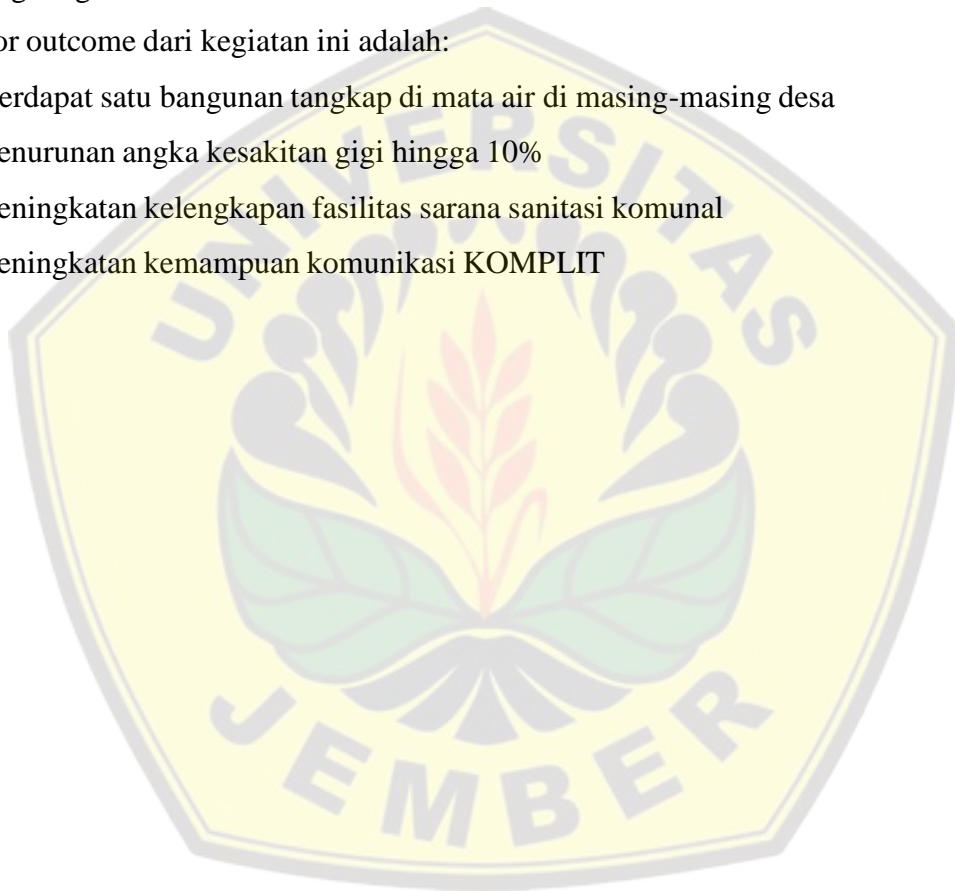 or outcome dari kegiatan ini adalah:
erdapat satu bangunan tangkap di mata air di masing-masing desa
enurunan angka kesakitan gigi hingga 10%
eningkatan kelengkapan fasilitas sarana sanitasi komunal
eningkatan kemampuan komunikasi KOMPLIT
UNIVERSITAS
JEMBER